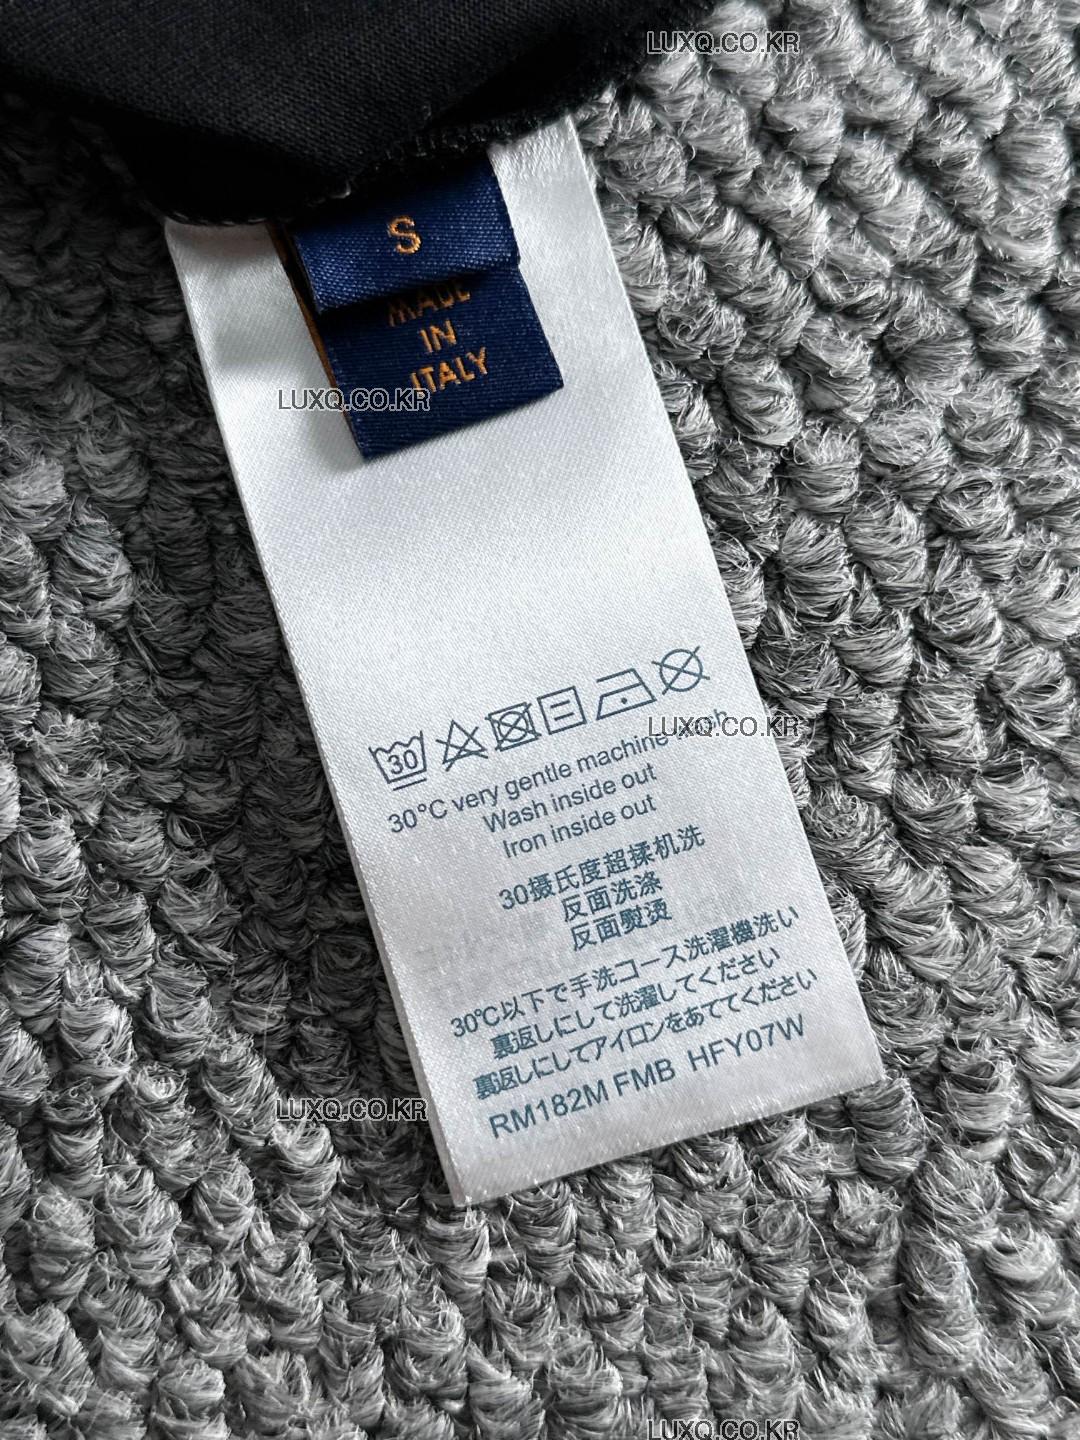 LUXQ.CO.KR
S
MADE
IN
ITALY
LUXQ.CO.KR
30
LUXQ.CO.KR
30°C very gentle machine wash
Wash inside out
Iron inside out
30摄氏度超揉机洗
反面洗涤
反面熨烫
30℃以下で手洗コース洗濯機洗い
裏返しにして洗濯してください
裏返しにしてアイロンをあててください
RM182M FMB HFY07W
LUXQ.CO.KR
LUXQ.CO.KR